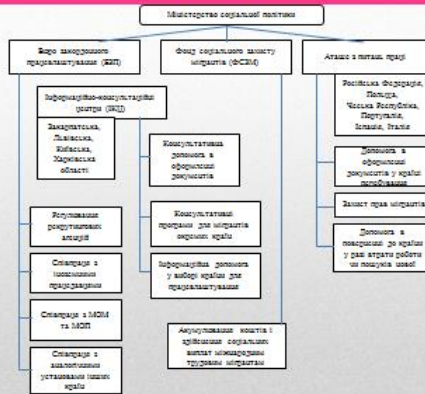 Міністерство соціальної політики
Бюро закордонного
працевлаштування (БЗП)
Фонд соціального захисту
мігрантів (ФСЗМ)
Аташе з питань праці
Інформаційно-консультаційні
центри (ІКЦ)
Закарпатська,
Львівська,
Київська,
Харківська
області
Консультативна
допомога в
оформленні
документів
Російська Федерація,
Польща,
Чеська Республіка,
Португалія,
Іспанія, Італія
Допомога в
оформленні
документів у країні
перебування
Захист прав мігрантів
Допомога в
поверненні до країни
у разі втрати роботи
чи пошуків нової
Регулювання
рекрутингових
агенцій
Консультативні
програми для мігрантів
окремих країн
Співпраця з
іноземними
працедавцями
Інформаційна допомога
у виборі країни для
працевлаштування
Співпраця з МОМ
та МОП
Акумулювання коштів і
здійснення соціальних
виплат міжнародним
трудовим мігрантам
Співпраця з
аналогічними
установами інших
країн